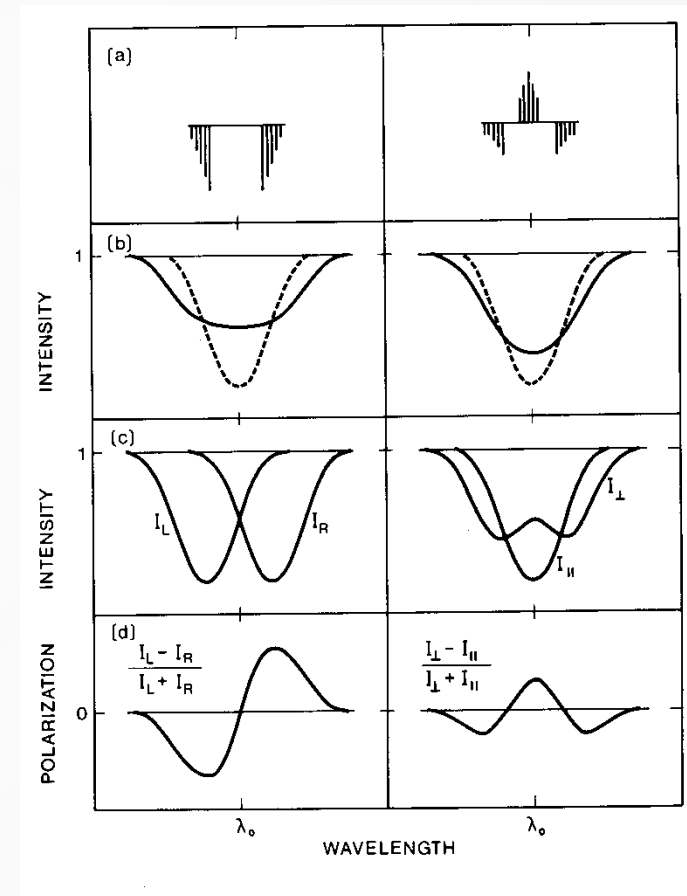 (a)
(b)
1
INTENSITY
(c)
1
I_L
I_R
I_⊥
I_∥
INTENSITY
(d)
I_L − I_R
I_L + I_R
I_⊥ − I_∥
I_⊥ + I_∥
POLARIZATION
0
λ₀
λ₀
WAVELENGTH